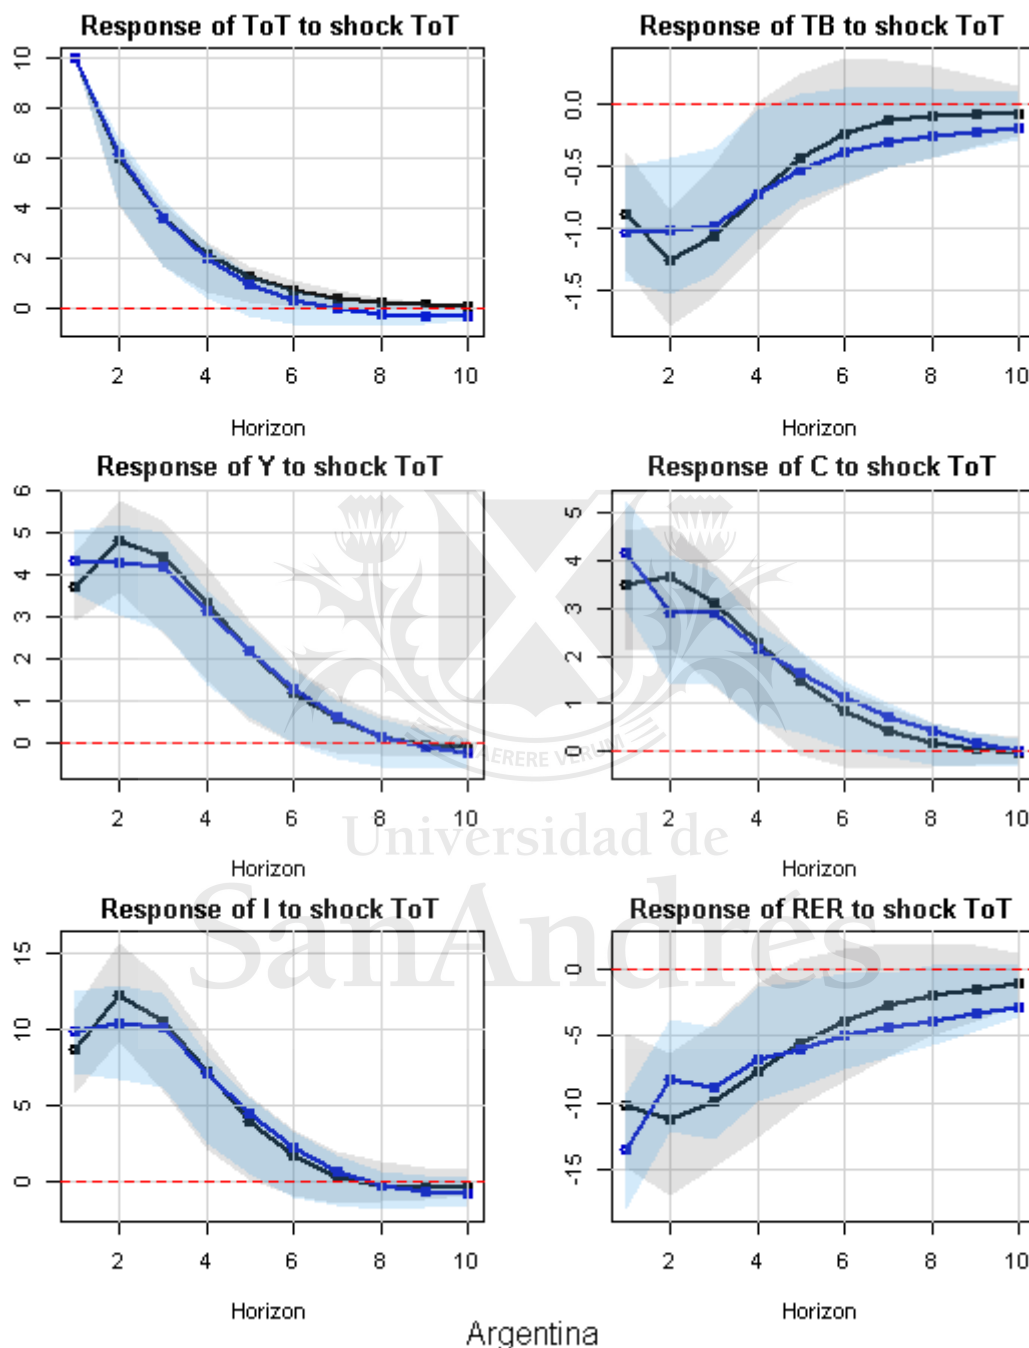 Response of ToT to shock ToT
10
8
6
4
2
0
2 4 6 8 10
Horizon
Response of TB to shock ToT
0.0
-0.5
-1.0
-1.5
2 4 6 8 10
Horizon
Response of Y to shock ToT
6
5
4
3
2
1
0
2 4 6 8 10
Horizon
Response of C to shock ToT
5
4
3
2
1
0
2 4 6 8 10
Horizon
QUAERERE VERUM
Universidad de
SanAndrés
Response of I to shock ToT
15
10
5
0
2 4 6 8 10
Horizon
Response of RER to shock ToT
0
-5
-10
-15
2 4 6 8 10
Horizon
Argentina